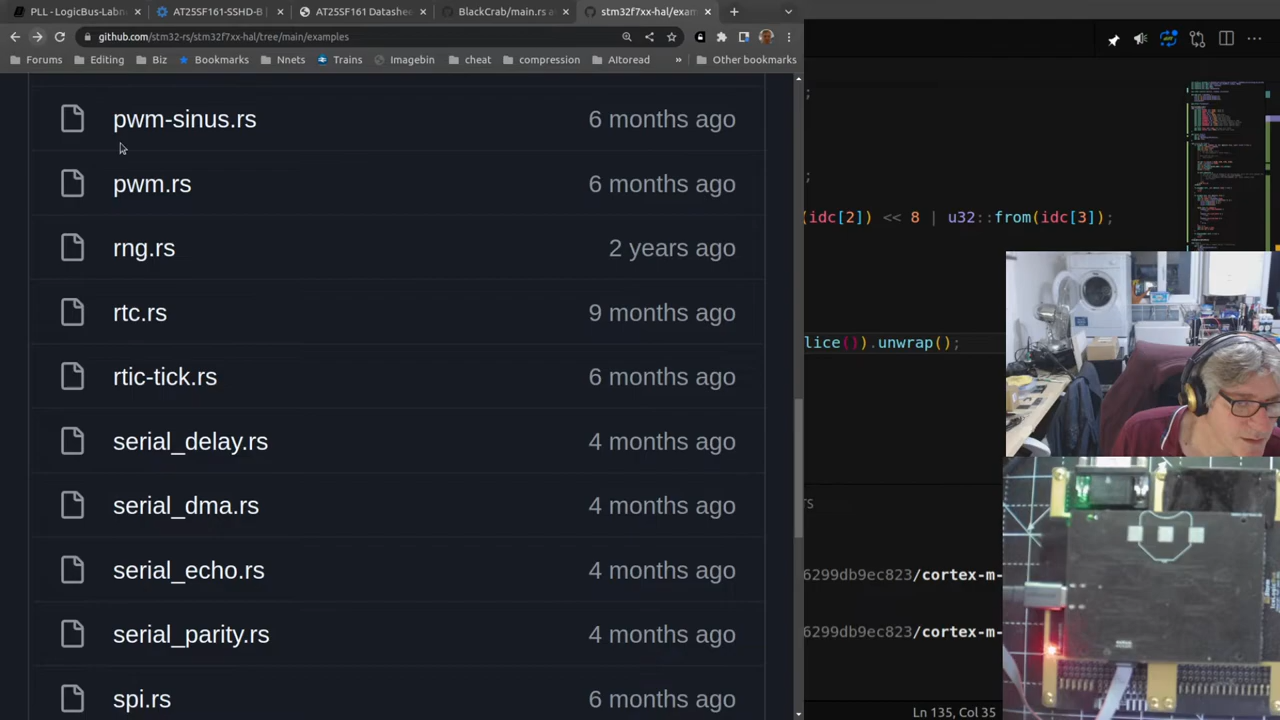 PLL - LogicBus-Labn
AT25SF161-SSHD-B
AT25SF161 Datashee
BlackCrab/main.rs at
stm32f7xx-hal/exam
github.com/stm32-rs/stm32f7xx-hal/tree/main/examples
Forums
Editing
Biz
Bookmarks
Nnets
Trains
Imagebin
cheat
compression
AItoread
»
Other bookmarks
pwm-sinus.rs 6 months ago
pwm.rs 6 months ago
rng.rs 2 years ago
rtc.rs 9 months ago
rtic-tick.rs 6 months ago
serial_delay.rs 4 months ago
serial_dma.rs 4 months ago
serial_echo.rs 4 months ago
serial_parity.rs 4 months ago
spi.rs 6 months ago
;
;
(idc[2]) << 8 | u32::from(idc[3]);
lice()).unwrap();
rs
6299db9ec823/cortex-m-
6299db9ec823/cortex-m-
Ln 135, Col 35